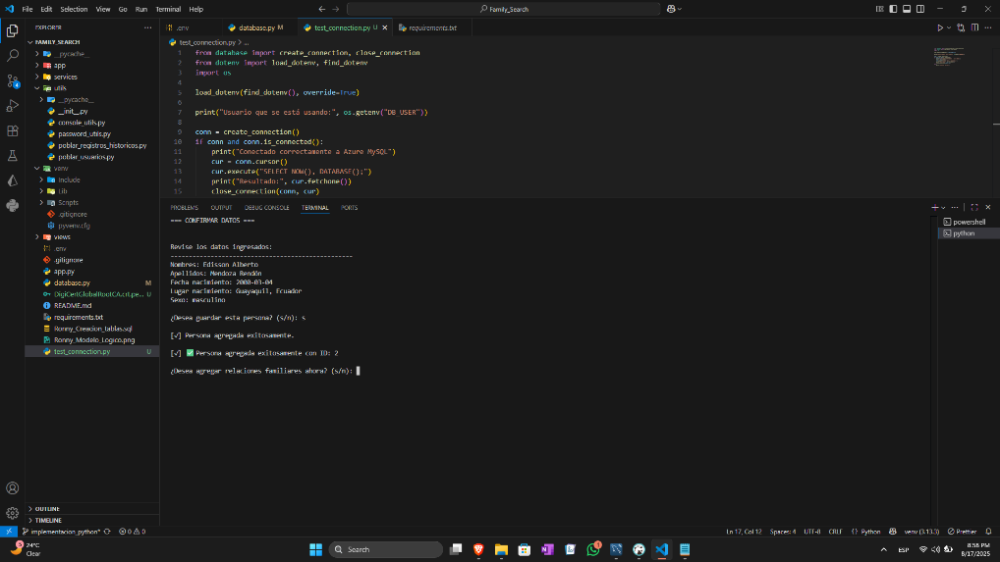 File Edit Selection View Go Run Terminal Help
Family_Search
EXPLORER
FAMILY_SEARCH
__pycache__
app
services
utils
__pycache__
__init__.py
console_utils.py
password_utils.py
poblar_registros_historicos.py
poblar_usuarios.py
venv
Include
Lib
Scripts
.gitignore
pyvenv.cfg
views
.env
.gitignore
app.py
database.py M
DigiCertGlobalRootCA.crt.pe... U
README.md
requirements.txt
Ronny_Creacion_tablas.sql
Ronny_Modelo_Logico.png
test_connection.py U
OUTLINE
TIMELINE
.env
database.py M
test_connection.py U
requirements.txt
test_connection.py > ...
1 from database import create_connection, close_connection
2 from dotenv import load_dotenv, find_dotenv
3 import os
4
5 load_dotenv(find_dotenv(), override=True)
6
7 print("Usuario que se está usando:", os.getenv("DB_USER"))
8
9 conn = create_connection()
10 if conn and conn.is_connected():
11 print("Conectado correctamente a Azure MySQL")
12 cur = conn.cursor()
13 cur.execute("SELECT NOW(), DATABASE();")
14 print("Resultado:", cur.fetchone())
15 close_connection(conn, cur)
PROBLEMS OUTPUT DEBUG CONSOLE TERMINAL PORTS
=== CONFIRMAR DATOS ===
Revise los datos ingresados:
--------------------------------------------------
Nombres: Edisson Alberto
Apellidos: Mendoza Rendón
Fecha nacimiento: 2000-03-04
Lugar nacimiento: Guayaquil, Ecuador
Sexo: masculino
¿Desea guardar esta persona? (s/n): s
[✓] Persona agregada exitosamente.
[✓] ✅ Persona agregada exitosamente con ID: 2
¿Desea agregar relaciones familiares ahora? (s/n):
powershell
python
implementacion_python*
0 0
Ln 17, Col 12 Spaces: 4 UTF-8 CRLF Python venv (3.13.3) Prettier
24°C
Clear
Search
ESP
8:58 PM
8/17/2025